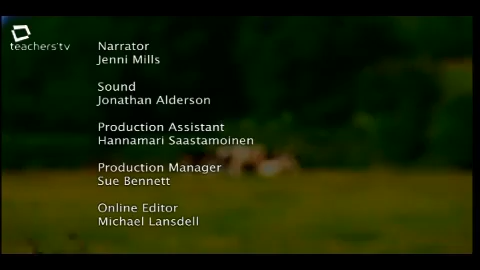 teachers'tv
Narrator
Jenni Mills
Sound
Jonathan Alderson
Production Assistant
Hannamari Saastamoinen
Production Manager
Sue Bennett
Online Editor
Michael Lansdell